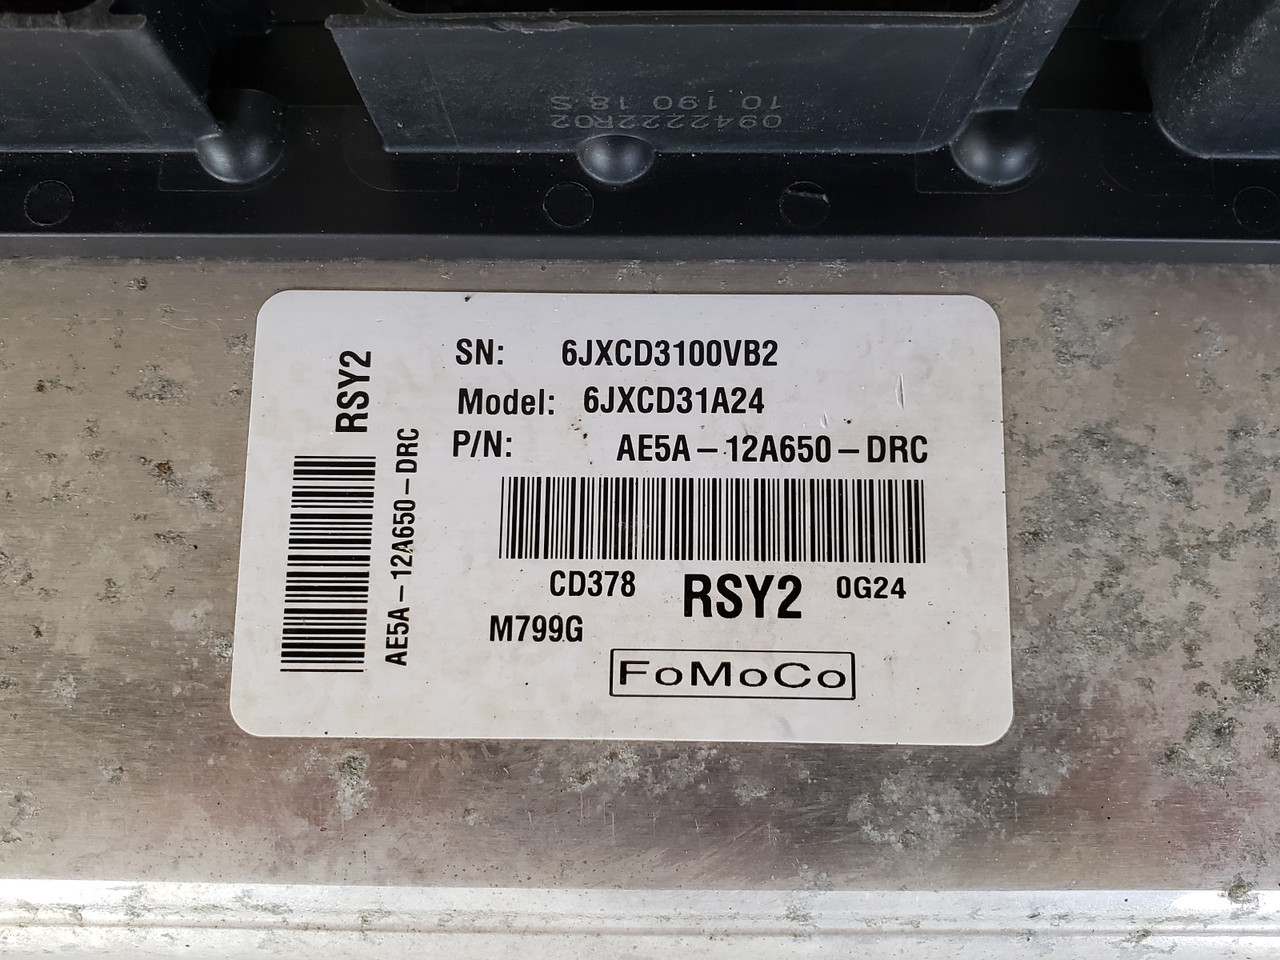 094222R02
10 190 18 S
SN: 6JXCD3100VB2
Model: 6JXCD31A24
P/N: AE5A – 12A650 – DRC
CD378 RSY2 0G24
M799G
FoMoCo
RSY2
AE5A – 12A650 – DRC